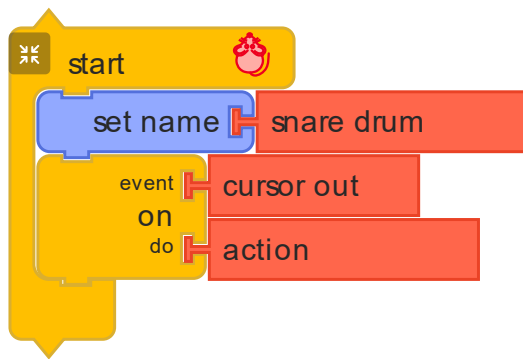 start
set name snare drum
event cursor out
on
do action